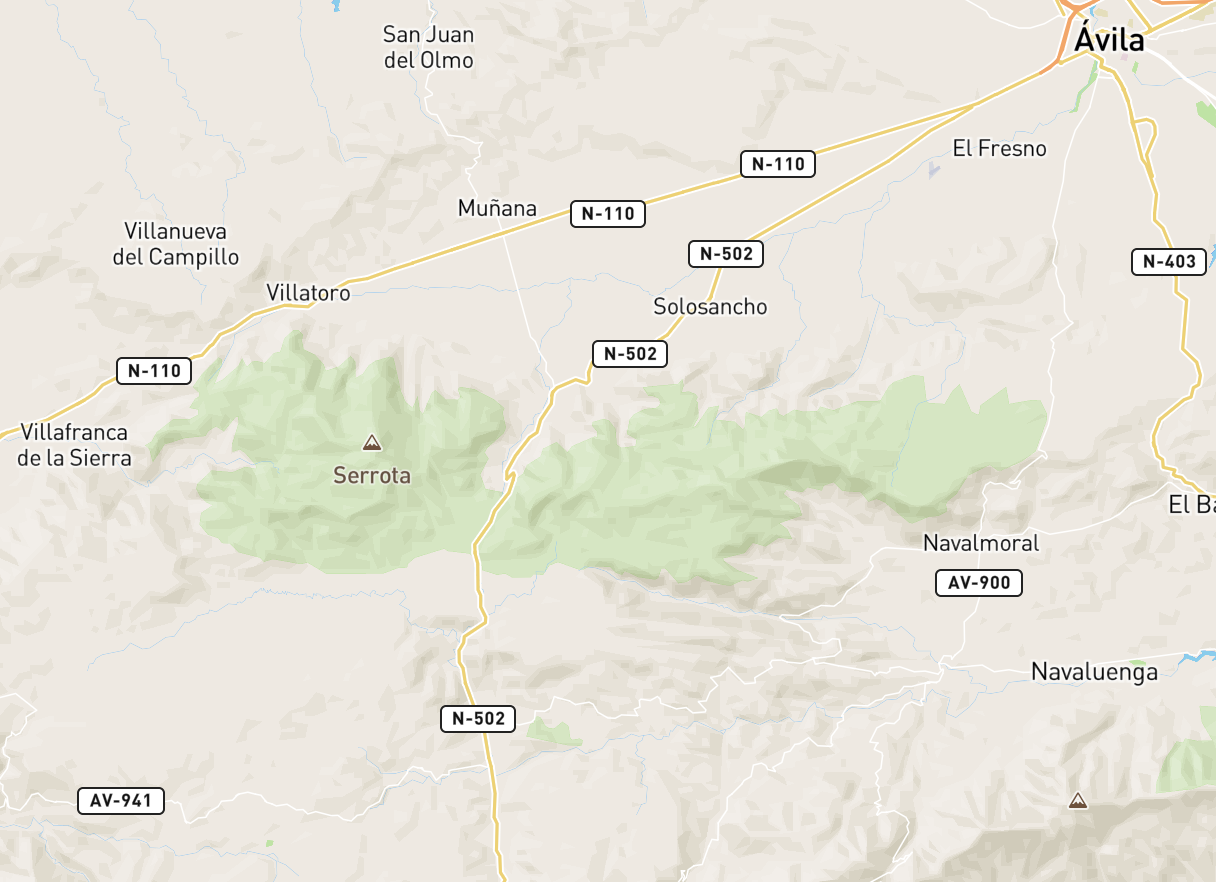 San Juan
del Olmo
Ávila
El Fresno
N-110
Muñana
N-110
Villanueva
del Campillo
N-502
N-403
Villatoro
Solosancho
N-502
N-110
Villafranca
de la Sierra
Serrota
El Ba
Navalmoral
AV-900
Navaluenga
N-502
AV-941